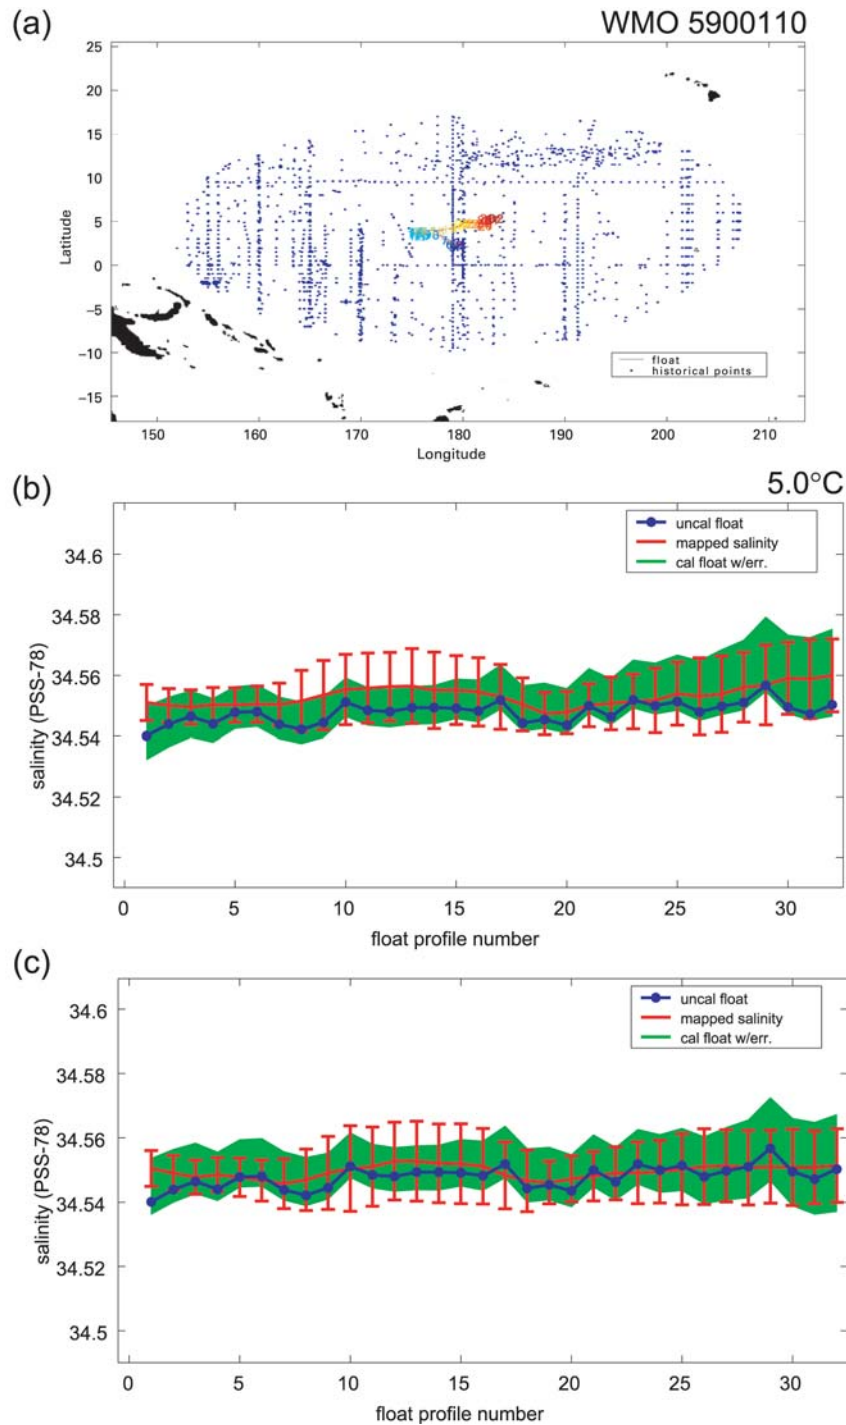 (a)
WMO 5900110
25
20
15
10
5
0
−5
−10
−15
Latitude
float
historical points
150 160 170 180 190 200 210
Longitude
(b)
5.0°C
uncal float
mapped salinity
cal float w/err.
34.6
34.58
34.56
34.54
34.52
34.5
salinity (PSS-78)
0 5 10 15 20 25 30
float profile number
(c)
uncal float
mapped salinity
cal float w/err.
34.6
34.58
34.56
34.54
34.52
34.5
salinity (PSS-78)
0 5 10 15 20 25 30
float profile number